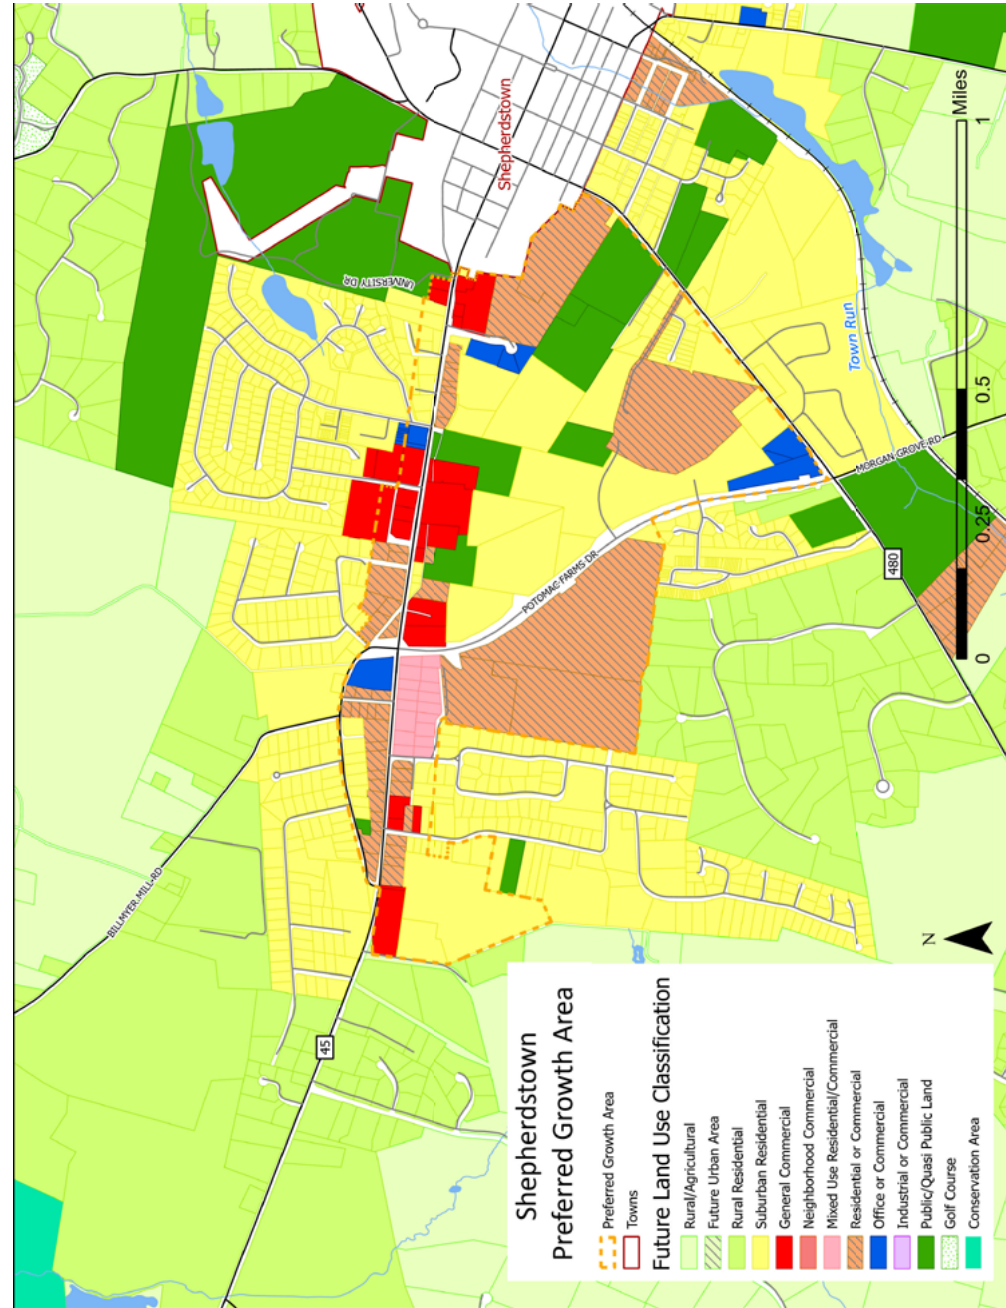 Shepherdstown
Preferred Growth Area
Preferred Growth Area
Towns
Future Land Use Classification
Rural/Agricultural
Future Urban Area
Rural Residential
Suburban Residential
General Commercial
Neighborhood Commercial
Mixed Use Residential/Commercial
Residential or Commercial
Office or Commercial
Industrial or Commercial
Public/Quasi Public Land
Golf Course
Conservation Area
N
45
BILLMYER MILL RD
POTOMAC FARMS DR
UNIVERSITY DR
Shepherdstown
MORGAN GROVE RD
480
Town Run
0
0.25
0.5
1
Miles